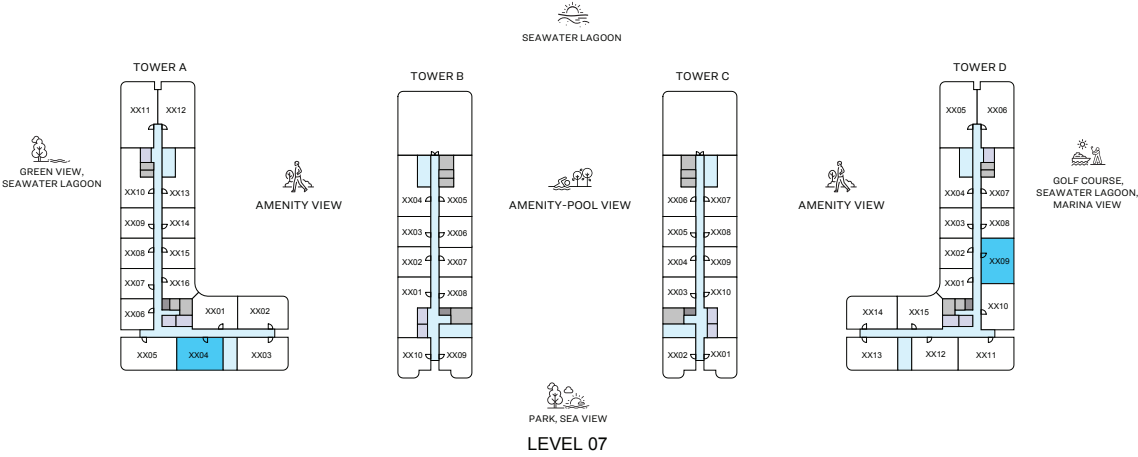 SEAWATER LAGOON
TOWER A
TOWER B
TOWER C
TOWER D
GREEN VIEW,
SEAWATER LAGOON
AMENITY VIEW
AMENITY-POOL VIEW
AMENITY VIEW
GOLF COURSE,
SEAWATER LAGOON,
MARINA VIEW
XX11 XX12
XX10 XX13
XX09 XX14
XX08 XX15
XX07 XX16
XX06 XX01 XX02
XX05 XX04 XX03
XX04 XX05
XX03 XX06
XX02 XX07
XX01 XX08
XX10 XX09
XX06 XX07
XX05 XX08
XX04 XX09
XX03 XX10
XX02 XX01
XX05 XX06
XX04 XX07
XX03 XX08
XX02 XX09
XX01
XX14 XX15 XX10
XX13 XX12 XX11
PARK, SEA VIEW
LEVEL 07